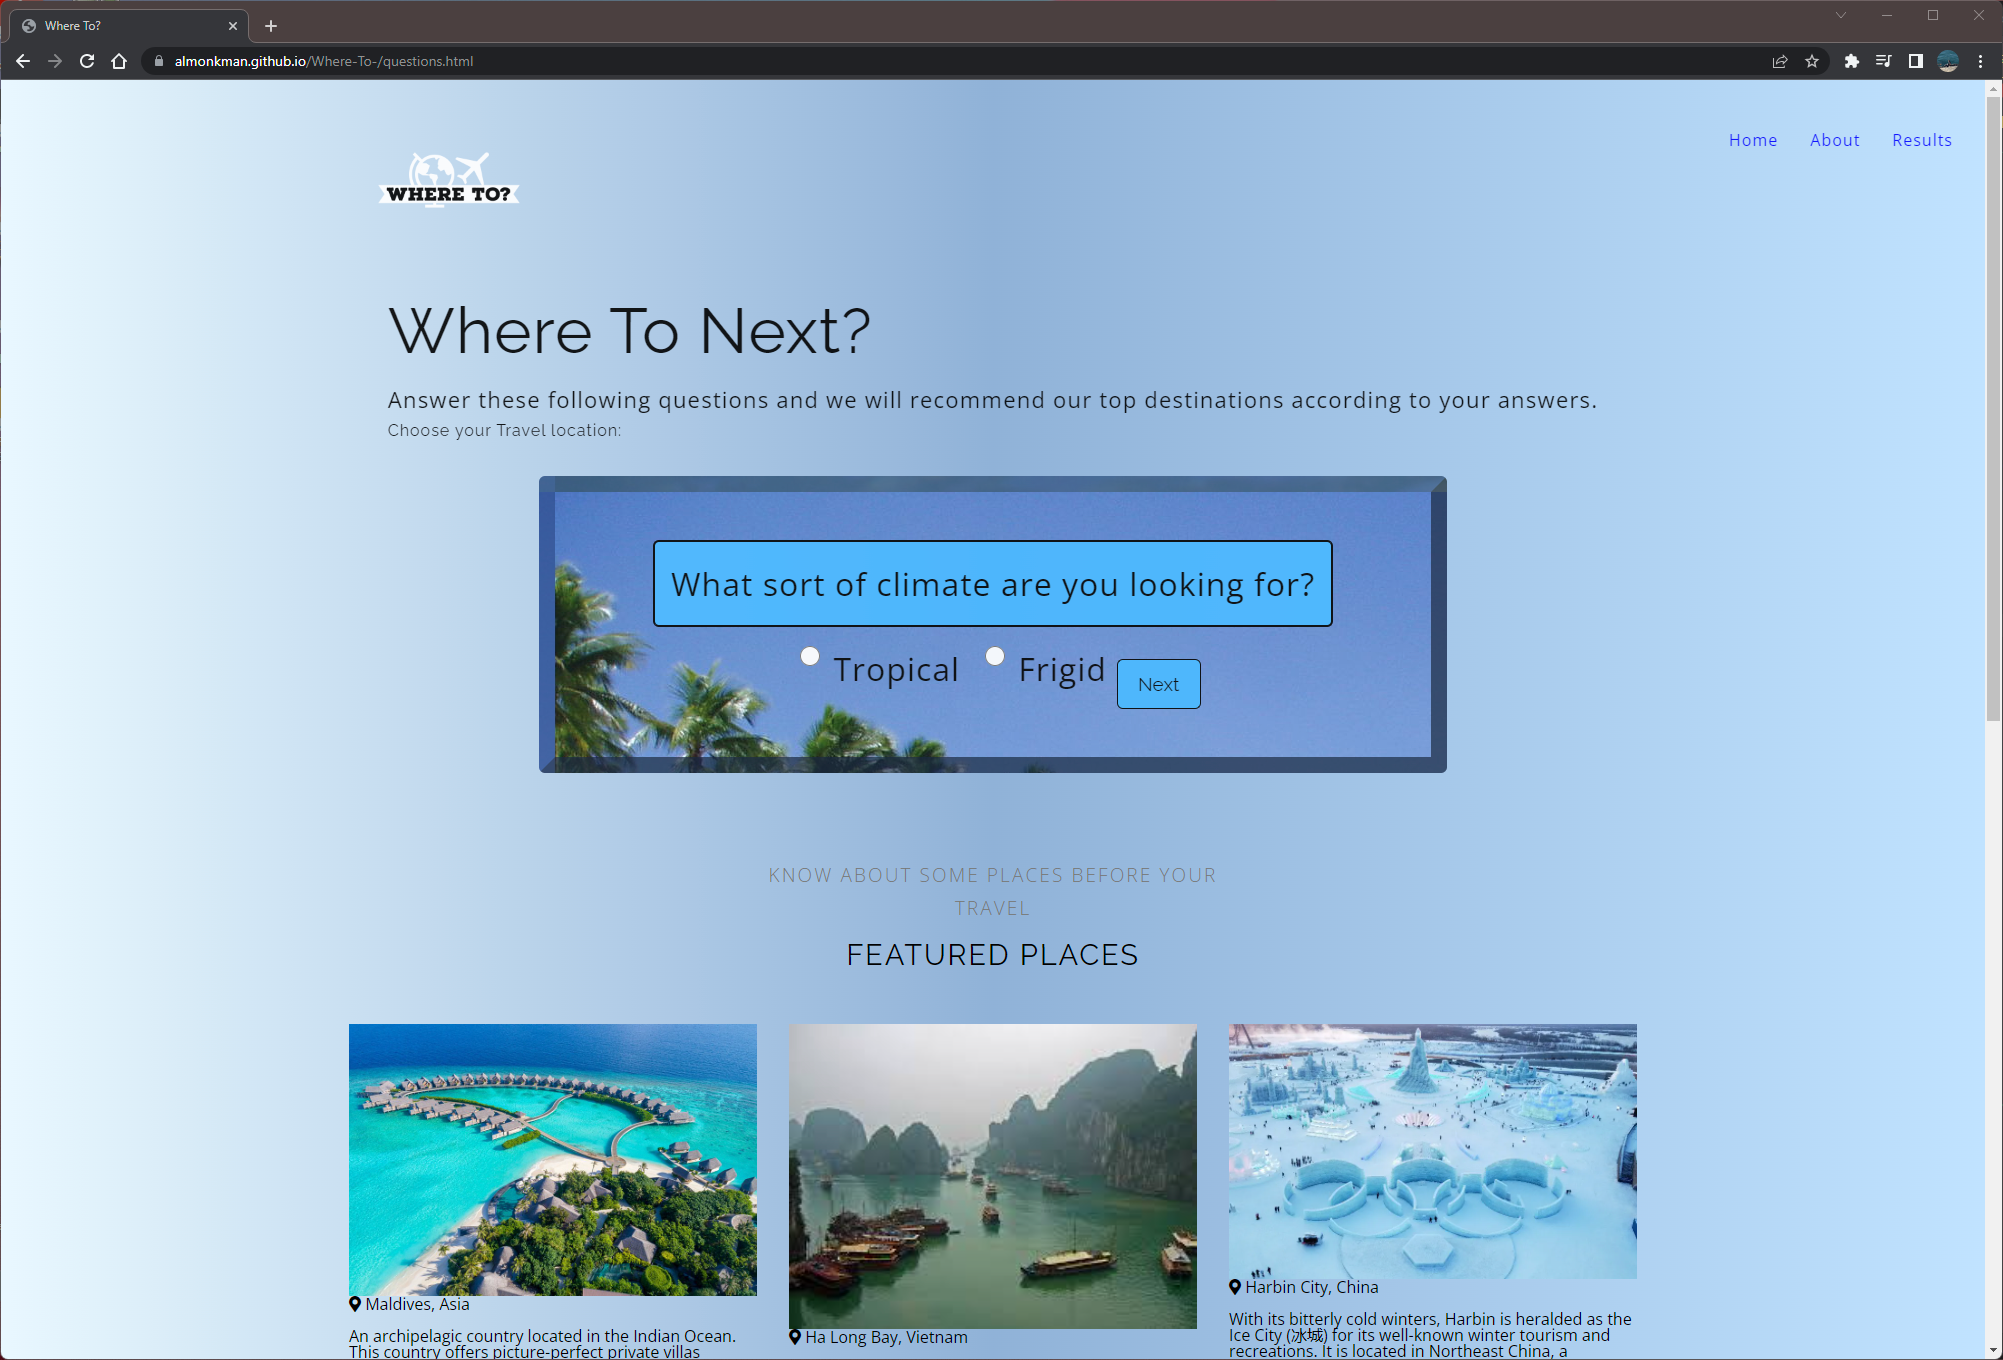 Where To?
almonkman.github.io/Where-To-/questions.html
Home About Results
WHERE TO?
Where To Next?
Answer these following questions and we will recommend our top destinations according to your answers.
Choose your Travel location:
What sort of climate are you looking for?
Tropical Frigid Next
KNOW ABOUT SOME PLACES BEFORE YOUR
TRAVEL
FEATURED PLACES
Maldives, Asia
An archipelagic country located in the Indian Ocean.
This country offers picture-perfect private villas
Ha Long Bay, Vietnam
Harbin City, China
With its bitterly cold winters, Harbin is heralded as the
Ice City (冰城) for its well-known winter tourism and
recreations. It is located in Northeast China, a